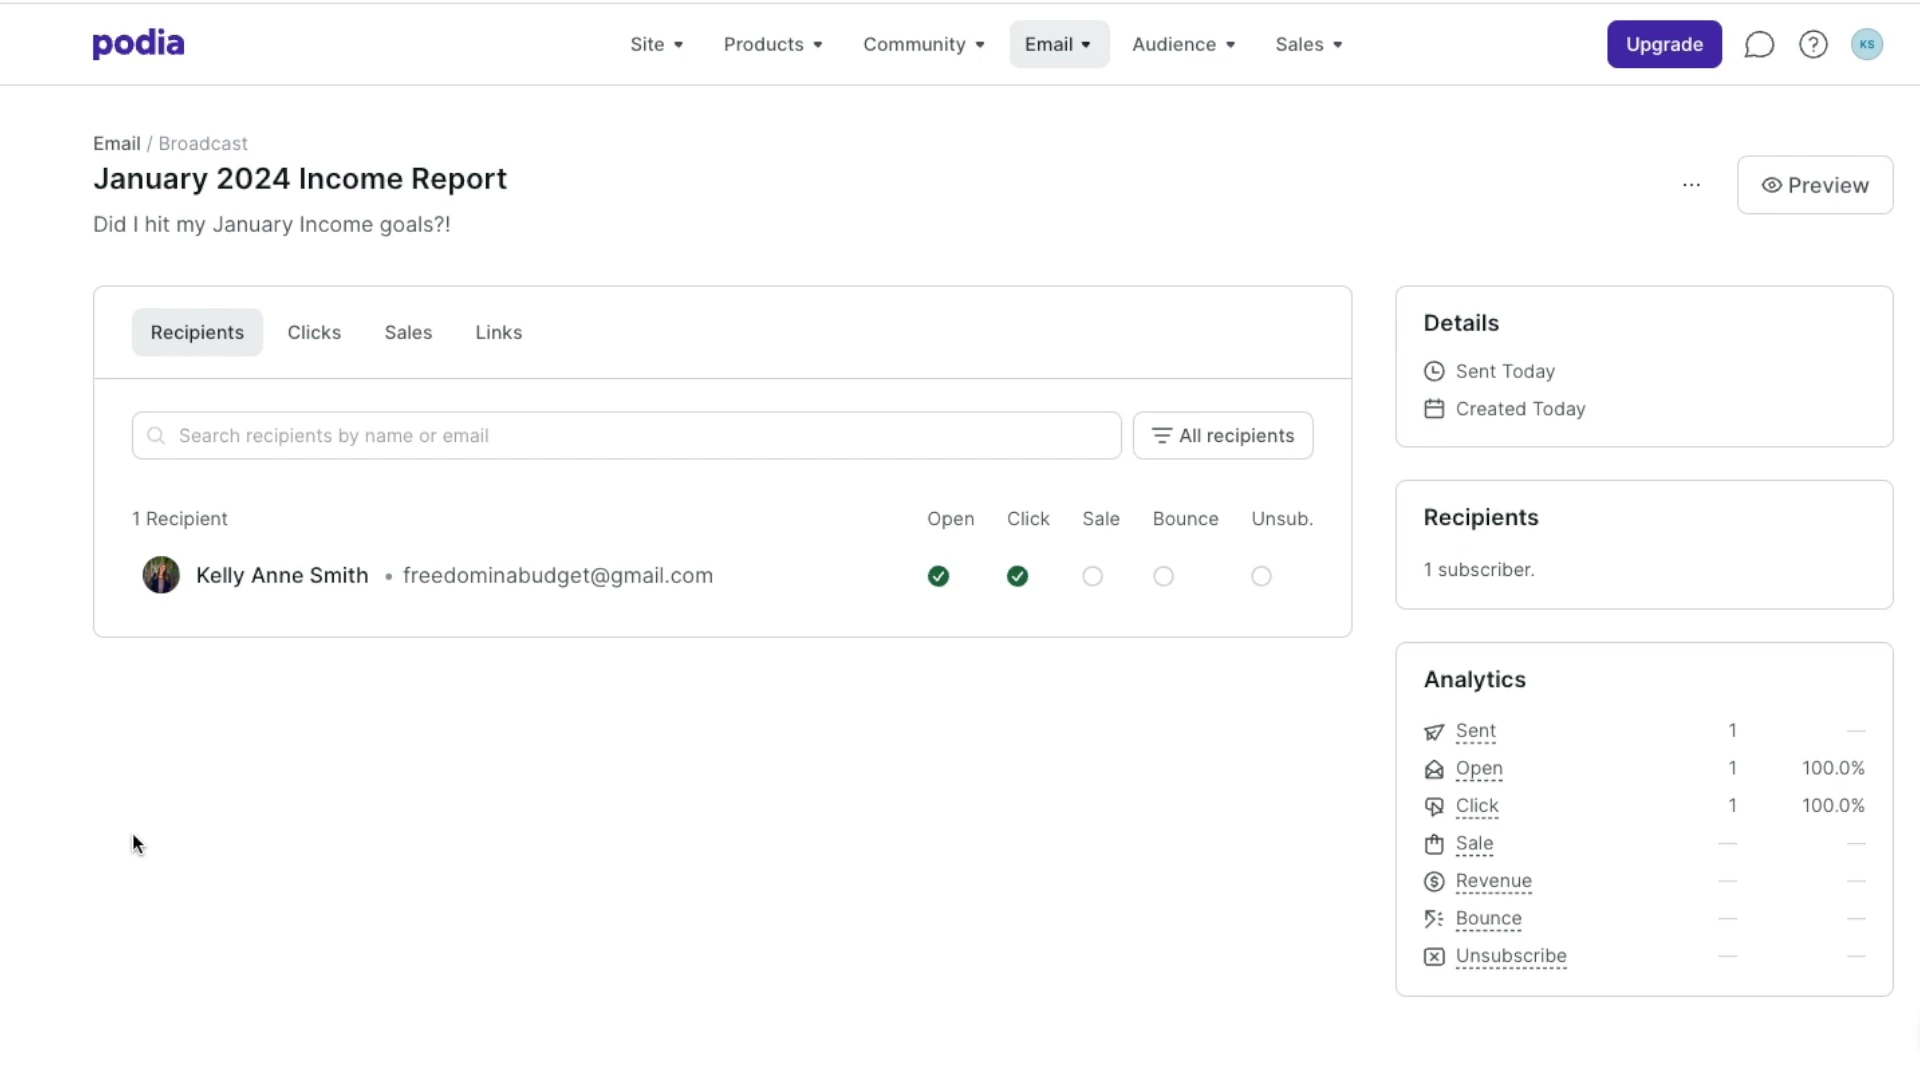 podia
Site Products Community Email Audience Sales Upgrade KS
Email / Broadcast
January 2024 Income Report
Did I hit my January Income goals?!
... Preview
Recipients Clicks Sales Links
Search recipients by name or email
All recipients
1 Recipient Open Click Sale Bounce Unsub.
Kelly Anne Smith • freedominabudget@gmail.com
Details
Sent Today
Created Today
Recipients
1 subscriber.
Analytics
Sent 1 —
Open 1 100.0%
Click 1 100.0%
Sale — —
Revenue — —
Bounce — —
Unsubscribe — —